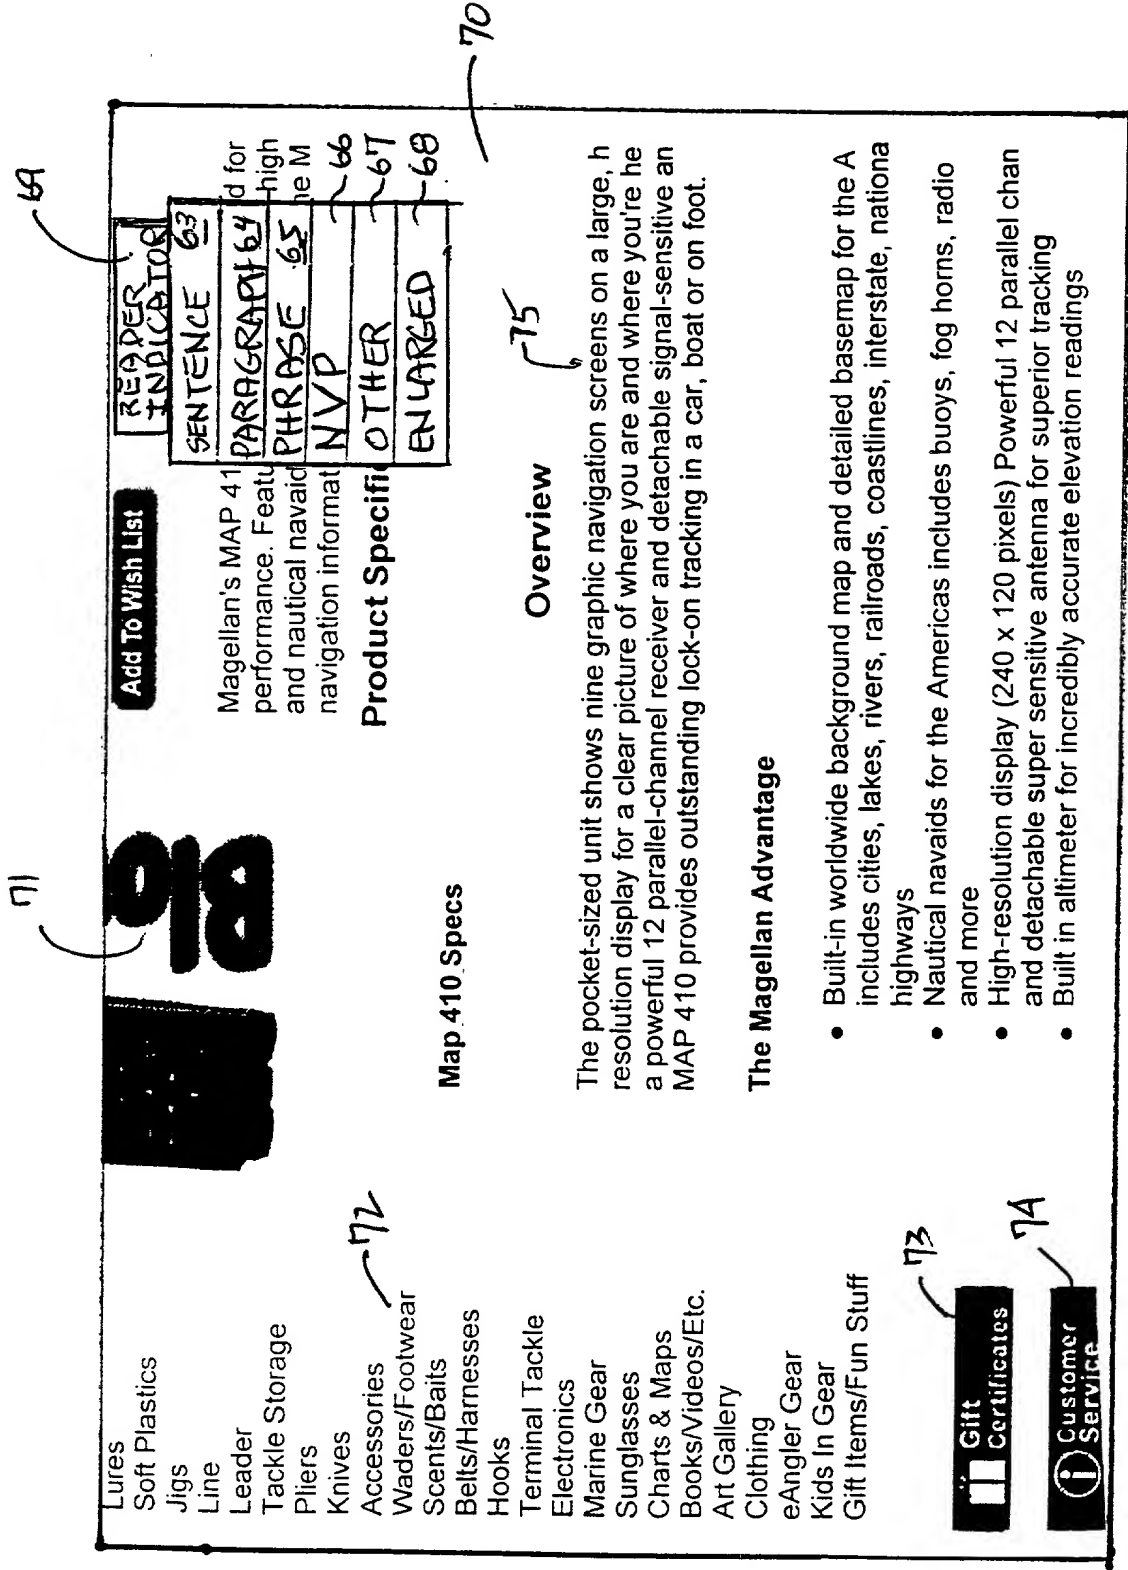 69
70
71
READER
INDICATOR
SENTENCE 63
PARAGRAPH 64
PHRASE 65
NVP 66
OTHER 67
ENLARGED 68
Add To Wish List
Magellan's MAP 41 d for
performance. Featu high
and nautical navaid he M
navigation informat
Product Specific
Lures
Soft Plastics
Jigs
Line
Leader
Tackle Storage
Pliers
Knives
Accessories
Waders/Footwear
Scents/Baits
Belts/Harnesses
Hooks
Terminal Tackle
Electronics
Marine Gear
Sunglasses
Charts & Maps
Books/Videos/Etc.
Art Gallery
Clothing
eAngler Gear
Kids In Gear
Gift Items/Fun Stuff
72
Gift
Certificates
73
Customer
Service
74
Map 410 Specs
Overview
75
The pocket-sized unit shows nine graphic navigation screens on a large, h
resolution display for a clear picture of where you are and where you're he
a powerful 12 parallel-channel receiver and detachable signal-sensitive an
MAP 410 provides outstanding lock-on tracking in a car, boat or on foot.
The Magellan Advantage
• Built-in worldwide background map and detailed basemap for the A
includes cities, lakes, rivers, railroads, coastlines, interstate, nationa
highways
• Nautical navaids for the Americas includes buoys, fog horns, radio
and more
• High-resolution display (240 x 120 pixels) Powerful 12 parallel chan
and detachable super sensitive antenna for superior tracking
• Built in altimeter for incredibly accurate elevation readings